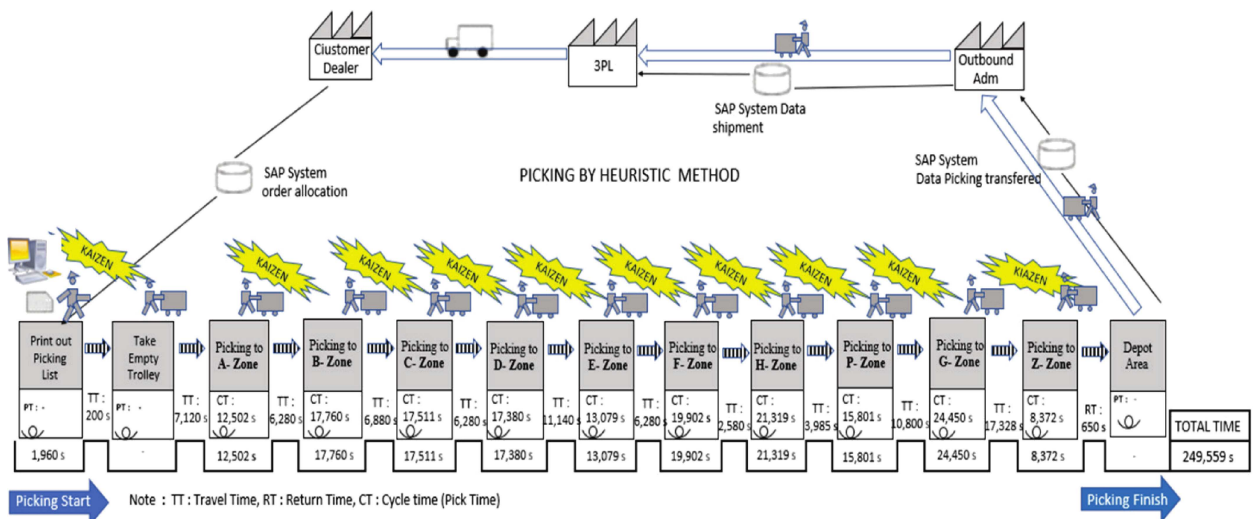 Ciustomer
Dealer
3PL
Outbound
Adm
SAP System Data
shipment
SAP System
order allocation
PICKING BY HEURISTIC METHOD
SAP System
Data Picking transfered
KAIZEN
KAIZEN
KAIZEN
KAIZEN
KAIZEN
KAIZEN
KAIZEN
KAIZEN
KAIZEN
KIAZEN
Print out
Picking
List
Take
Empty
Trolley
Picking to
A- Zone
Picking to
B- Zone
Picking to
C- Zone
Picking to
D- Zone
Picking to
E- Zone
Picking to
F- Zone
Picking to
H- Zone
Picking to
P- Zone
Picking to
G- Zone
Picking to
Z- Zone
Depot
Area
PT : -
TT :
200 s
PT : -
TT :
7,120 s
CT :
12,502 s
TT :
6,280 s
CT :
17,760 s
TT :
6,880 s
CT :
17,511 s
TT :
6,280 s
CT :
17,380 s
TT :
11,140 s
CT :
13,079 s
TT :
6,280 s
CT :
19,902 s
TT :
2,580 s
CT :
21,319 s
TT :
3,985 s
CT :
15,801 s
TT :
10,800 s
CT :
24,450 s
TT :
17,328 s
CT :
8,372 s
RT :
650 s
PT : -
TOTAL TIME
1,960 s
-
12,502 s
17,760 s
17,511 s
17,380 s
13,079 s
19,902 s
21,319 s
15,801 s
24,450 s
8,372 s
-
249,559 s
Picking Start
Note : TT : Travel Time, RT : Return Time, CT : Cycle time (Pick Time)
Picking Finish